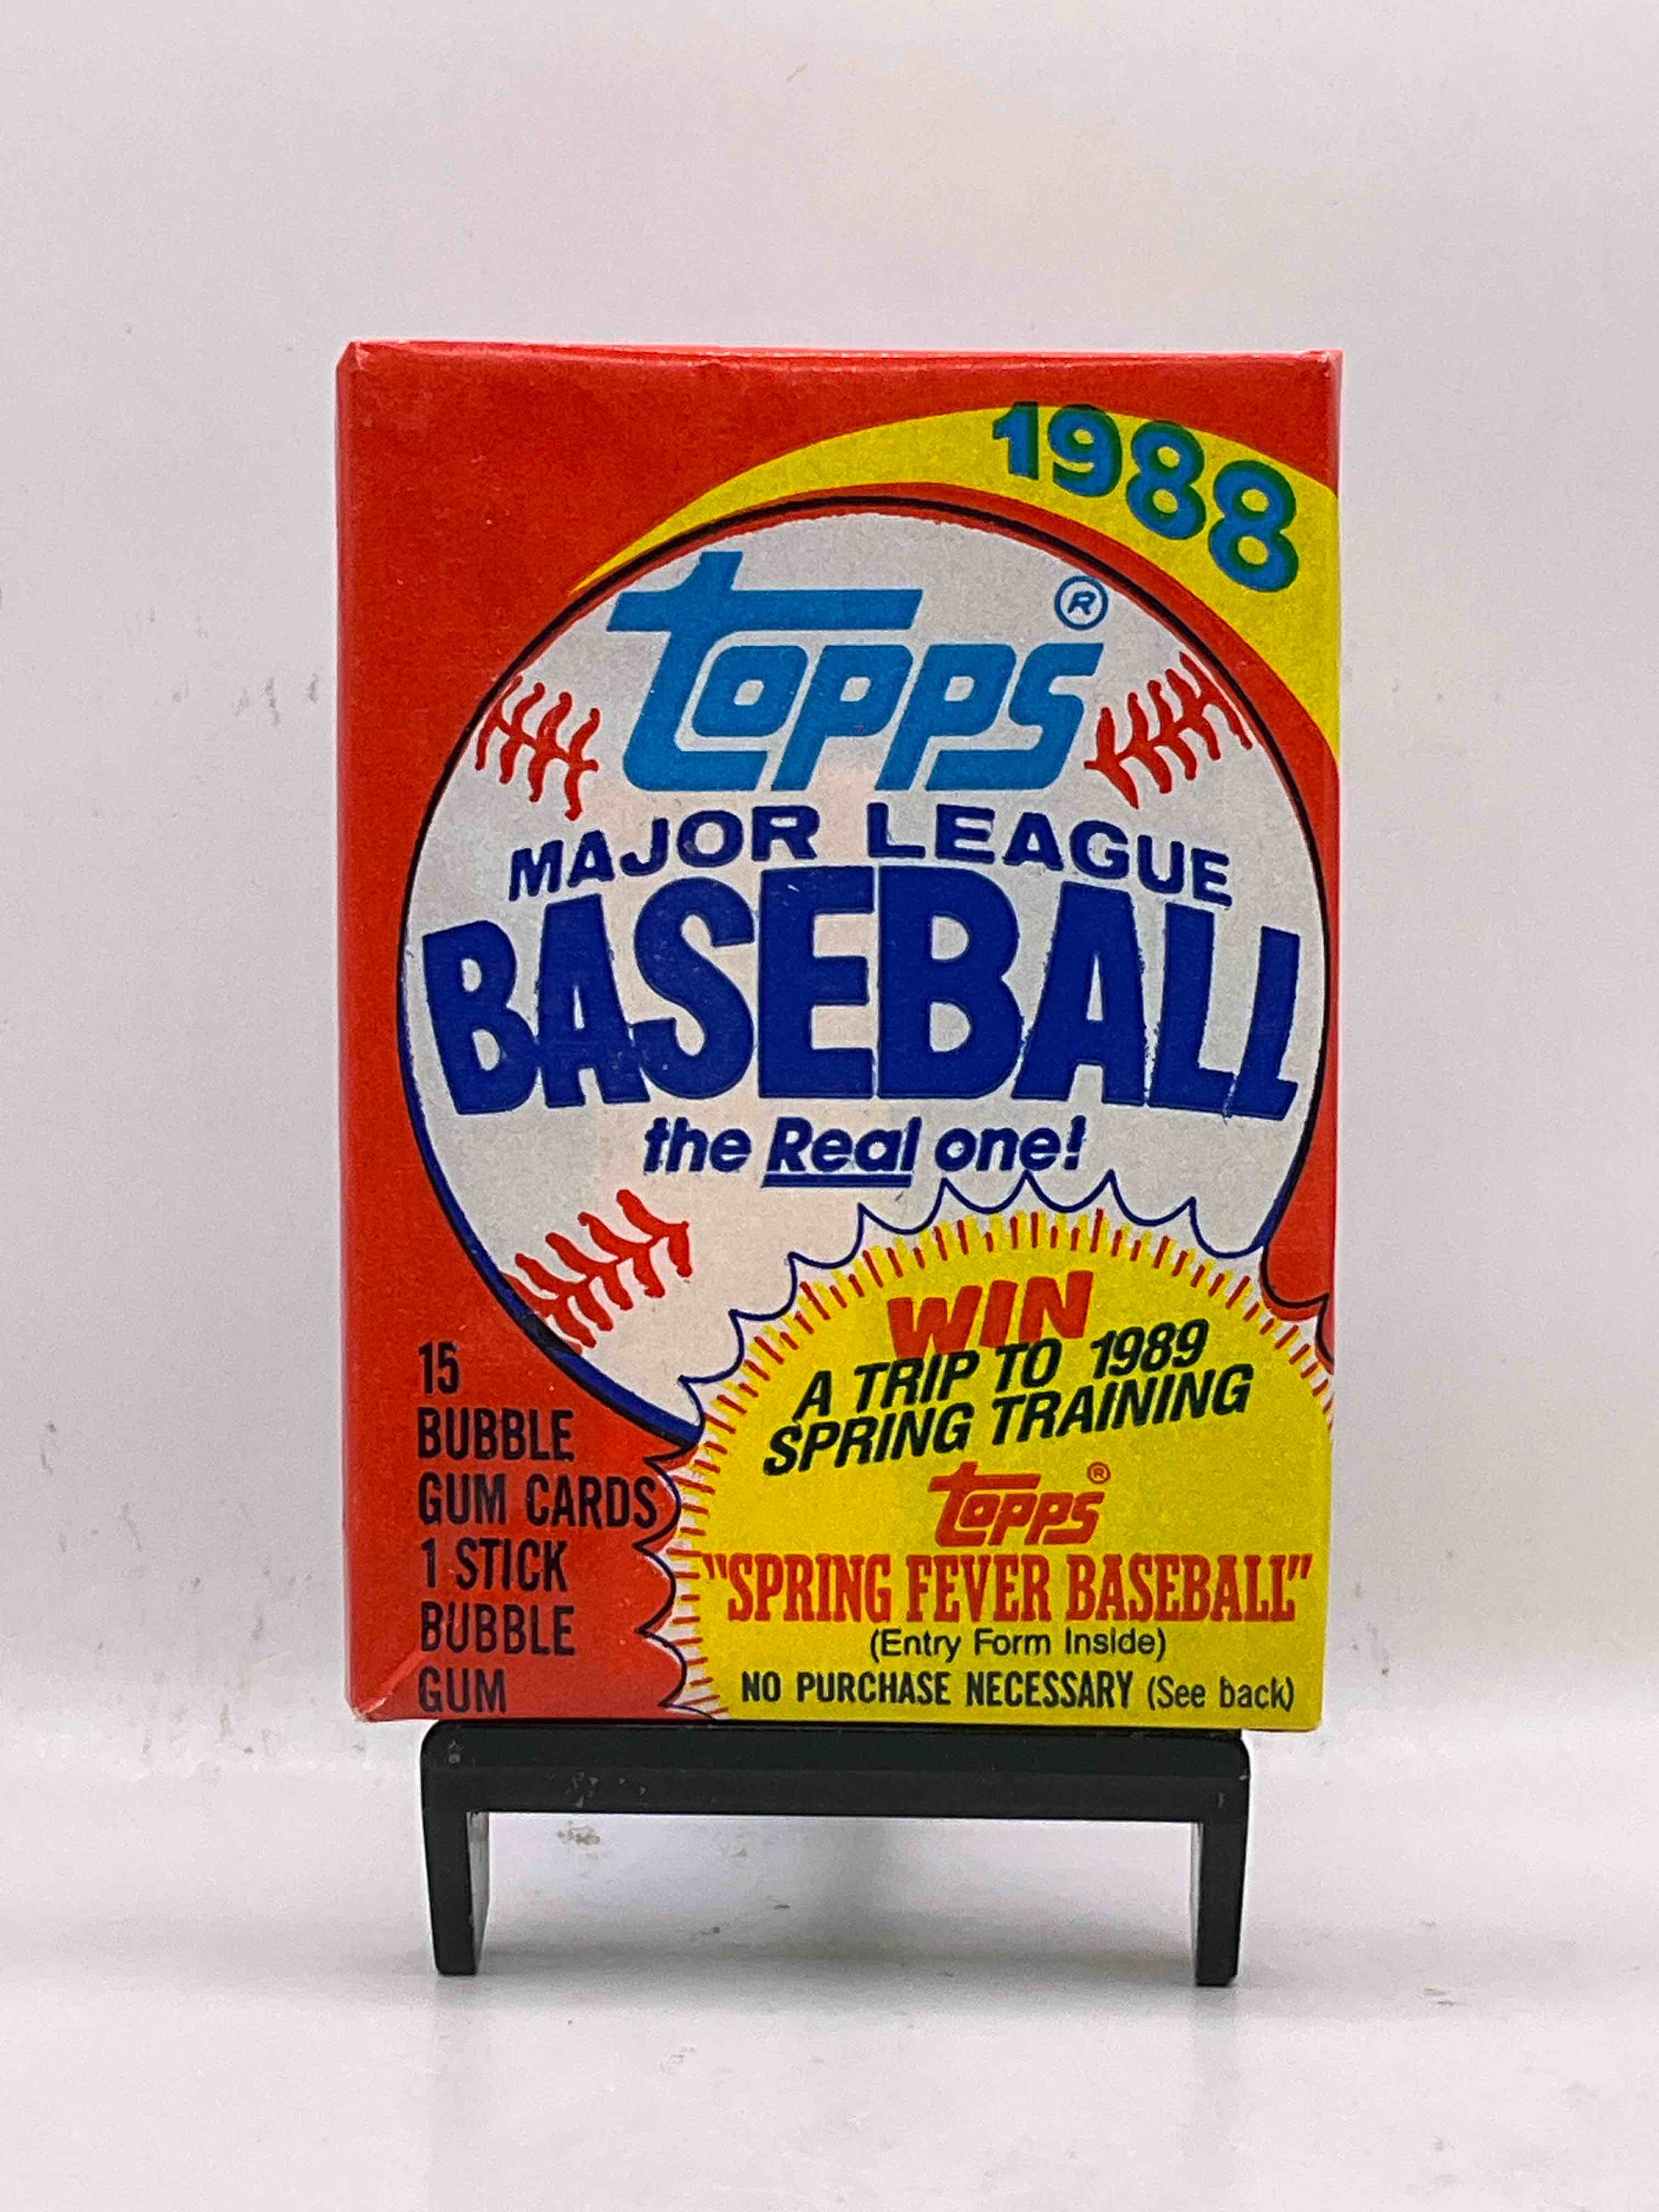 1988
topps®
MAJOR LEAGUE
BASEBALL
the Real one!
15
BUBBLE
GUM CARDS
1 STICK
BUBBLE
GUM
WIN
A TRIP TO 1989
SPRING TRAINING
topps®
"SPRING FEVER BASEBALL"
(Entry Form Inside)
NO PURCHASE NECESSARY (See back)